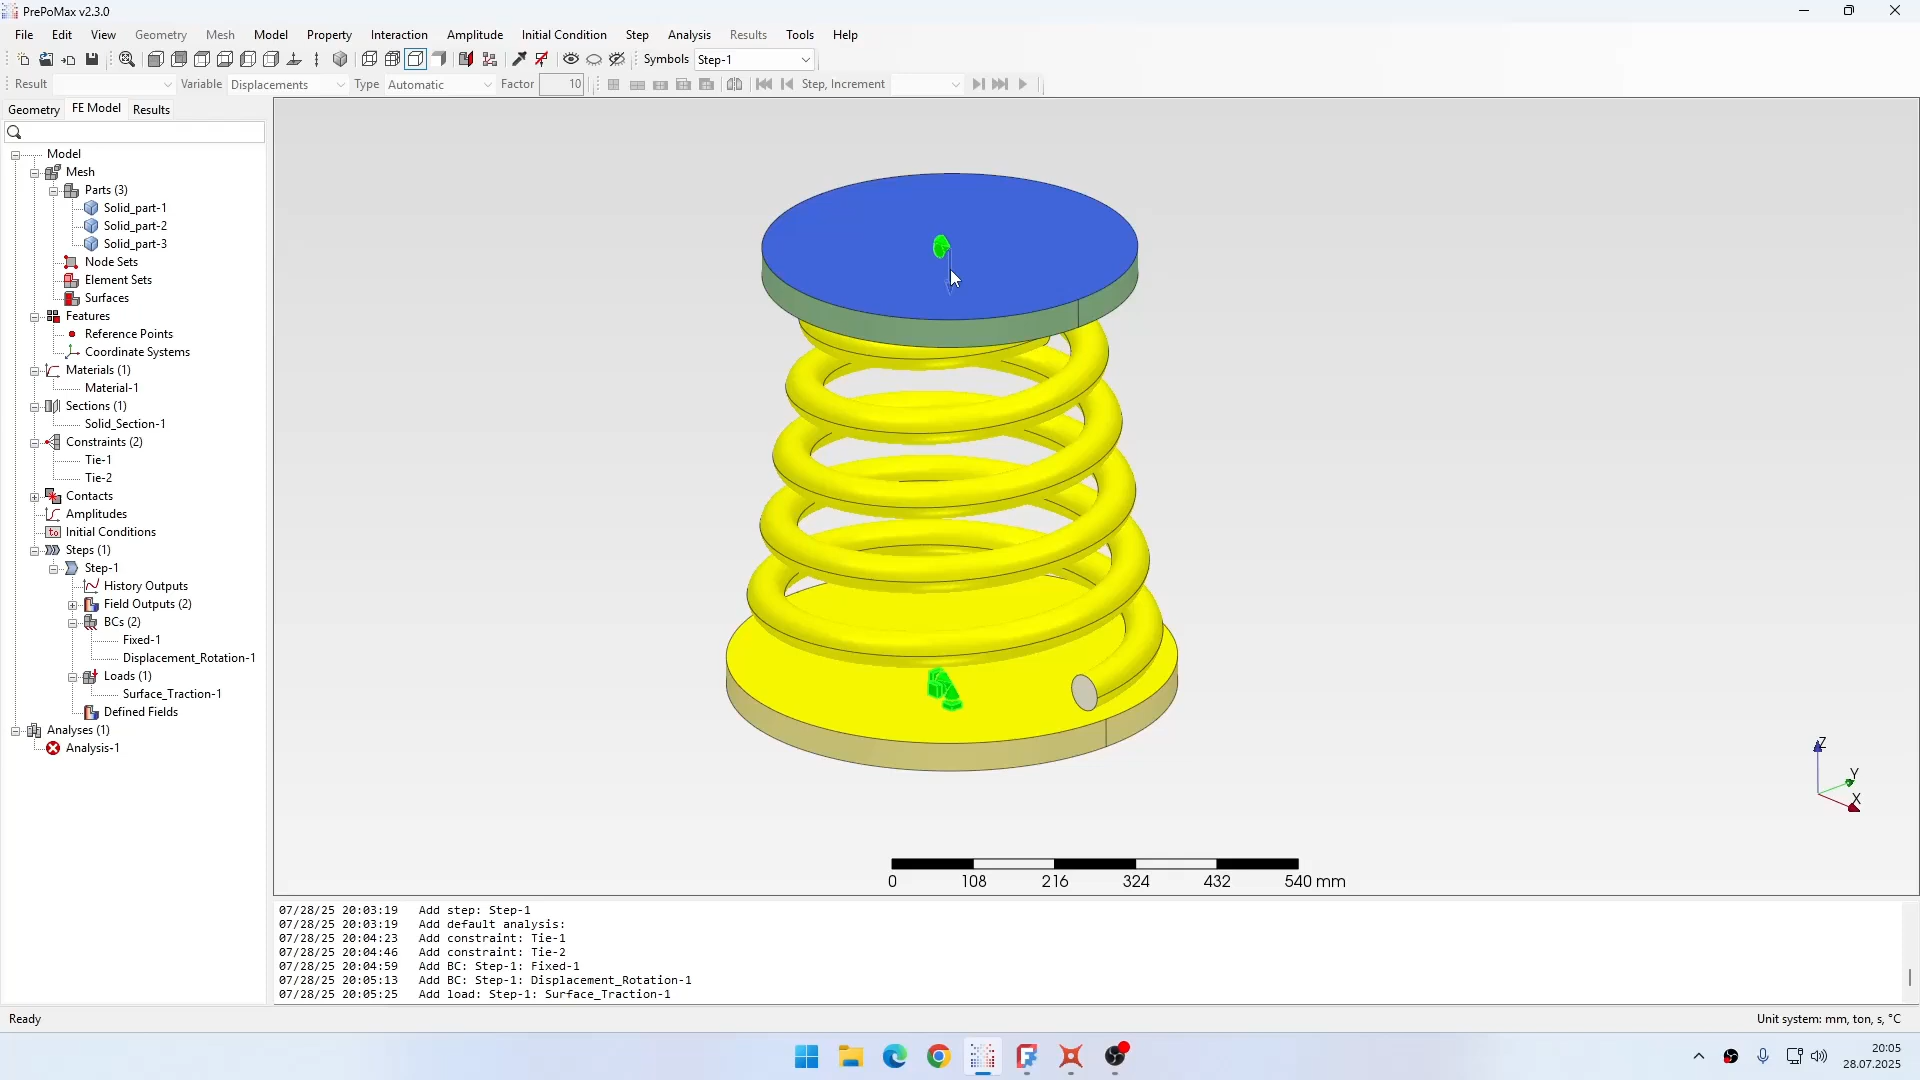 PrePoMax v2.3.0
File Edit View Geometry Mesh Model Property Interaction Amplitude Initial Condition Step Analysis Results Tools Help
Symbols Step-1
Result Variable Displacements Type Automatic Factor 10 Step, Increment
Geometry FE Model Results
Model
Mesh
Parts (3)
Solid_part-1
Solid_part-2
Solid_part-3
Node Sets
Element Sets
Surfaces
Features
Reference Points
Coordinate Systems
Materials (1)
Material-1
Sections (1)
Solid_Section-1
Constraints (2)
Tie-1
Tie-2
Contacts
Amplitudes
Initial Conditions
Steps (1)
Step-1
History Outputs
Field Outputs (2)
BCs (2)
Fixed-1
Displacement_Rotation-1
Loads (1)
Surface_Traction-1
Defined Fields
Analyses (1)
Analysis-1
Z
Y
X
0 108 216 324 432 540 mm
07/28/25 20:03:19 Add step: Step-1
07/28/25 20:03:19 Add default analysis:
07/28/25 20:04:23 Add constraint: Tie-1
07/28/25 20:04:46 Add constraint: Tie-2
07/28/25 20:04:59 Add BC: Step-1: Fixed-1
07/28/25 20:05:13 Add BC: Step-1: Displacement_Rotation-1
07/28/25 20:05:25 Add load: Step-1: Surface_Traction-1
Ready
Unit system: mm, ton, s, °C
20:05
28.07.2025